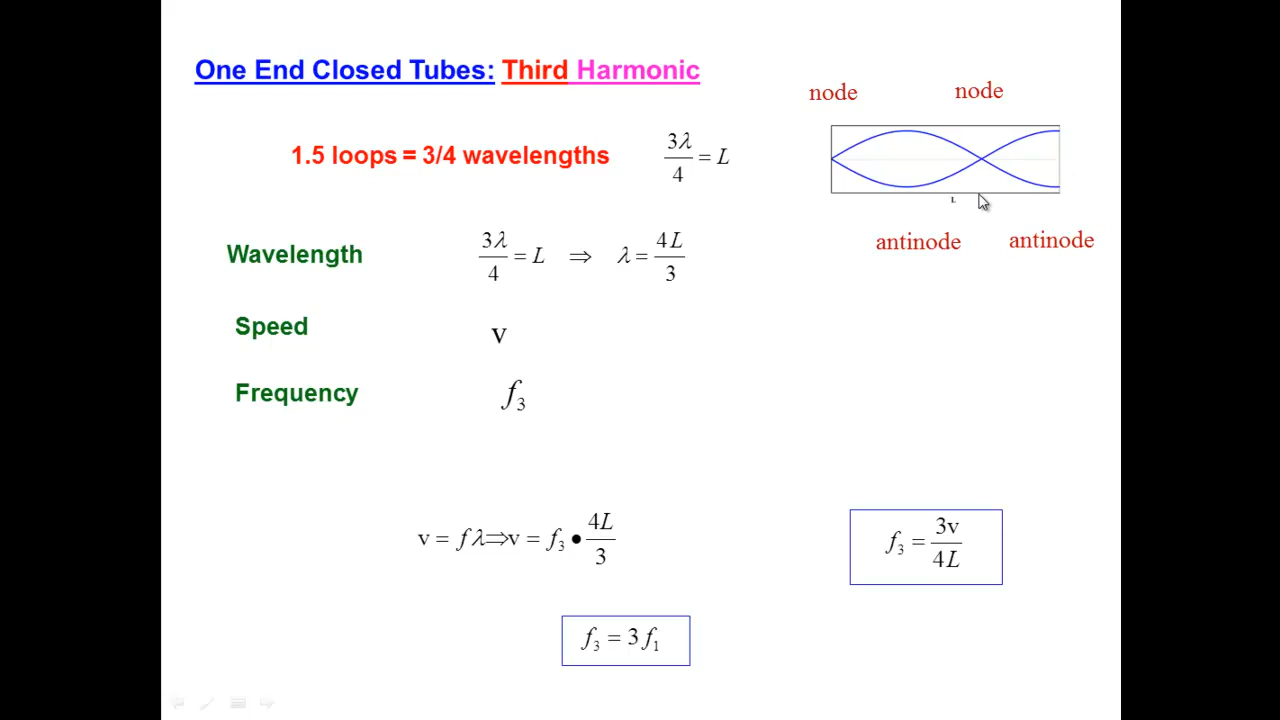 One End Closed Tubes: Third Harmonic
node node
1.5 loops = 3/4 wavelengths 3λ/4 = L
L
antinode antinode
Wavelength 3λ/4 = L ⇒ λ = 4L/3
Speed v
Frequency f₃
v = fλ⇒v = f₃ • 4L/3
f₃ = 3v/4L
f₃ = 3f₁